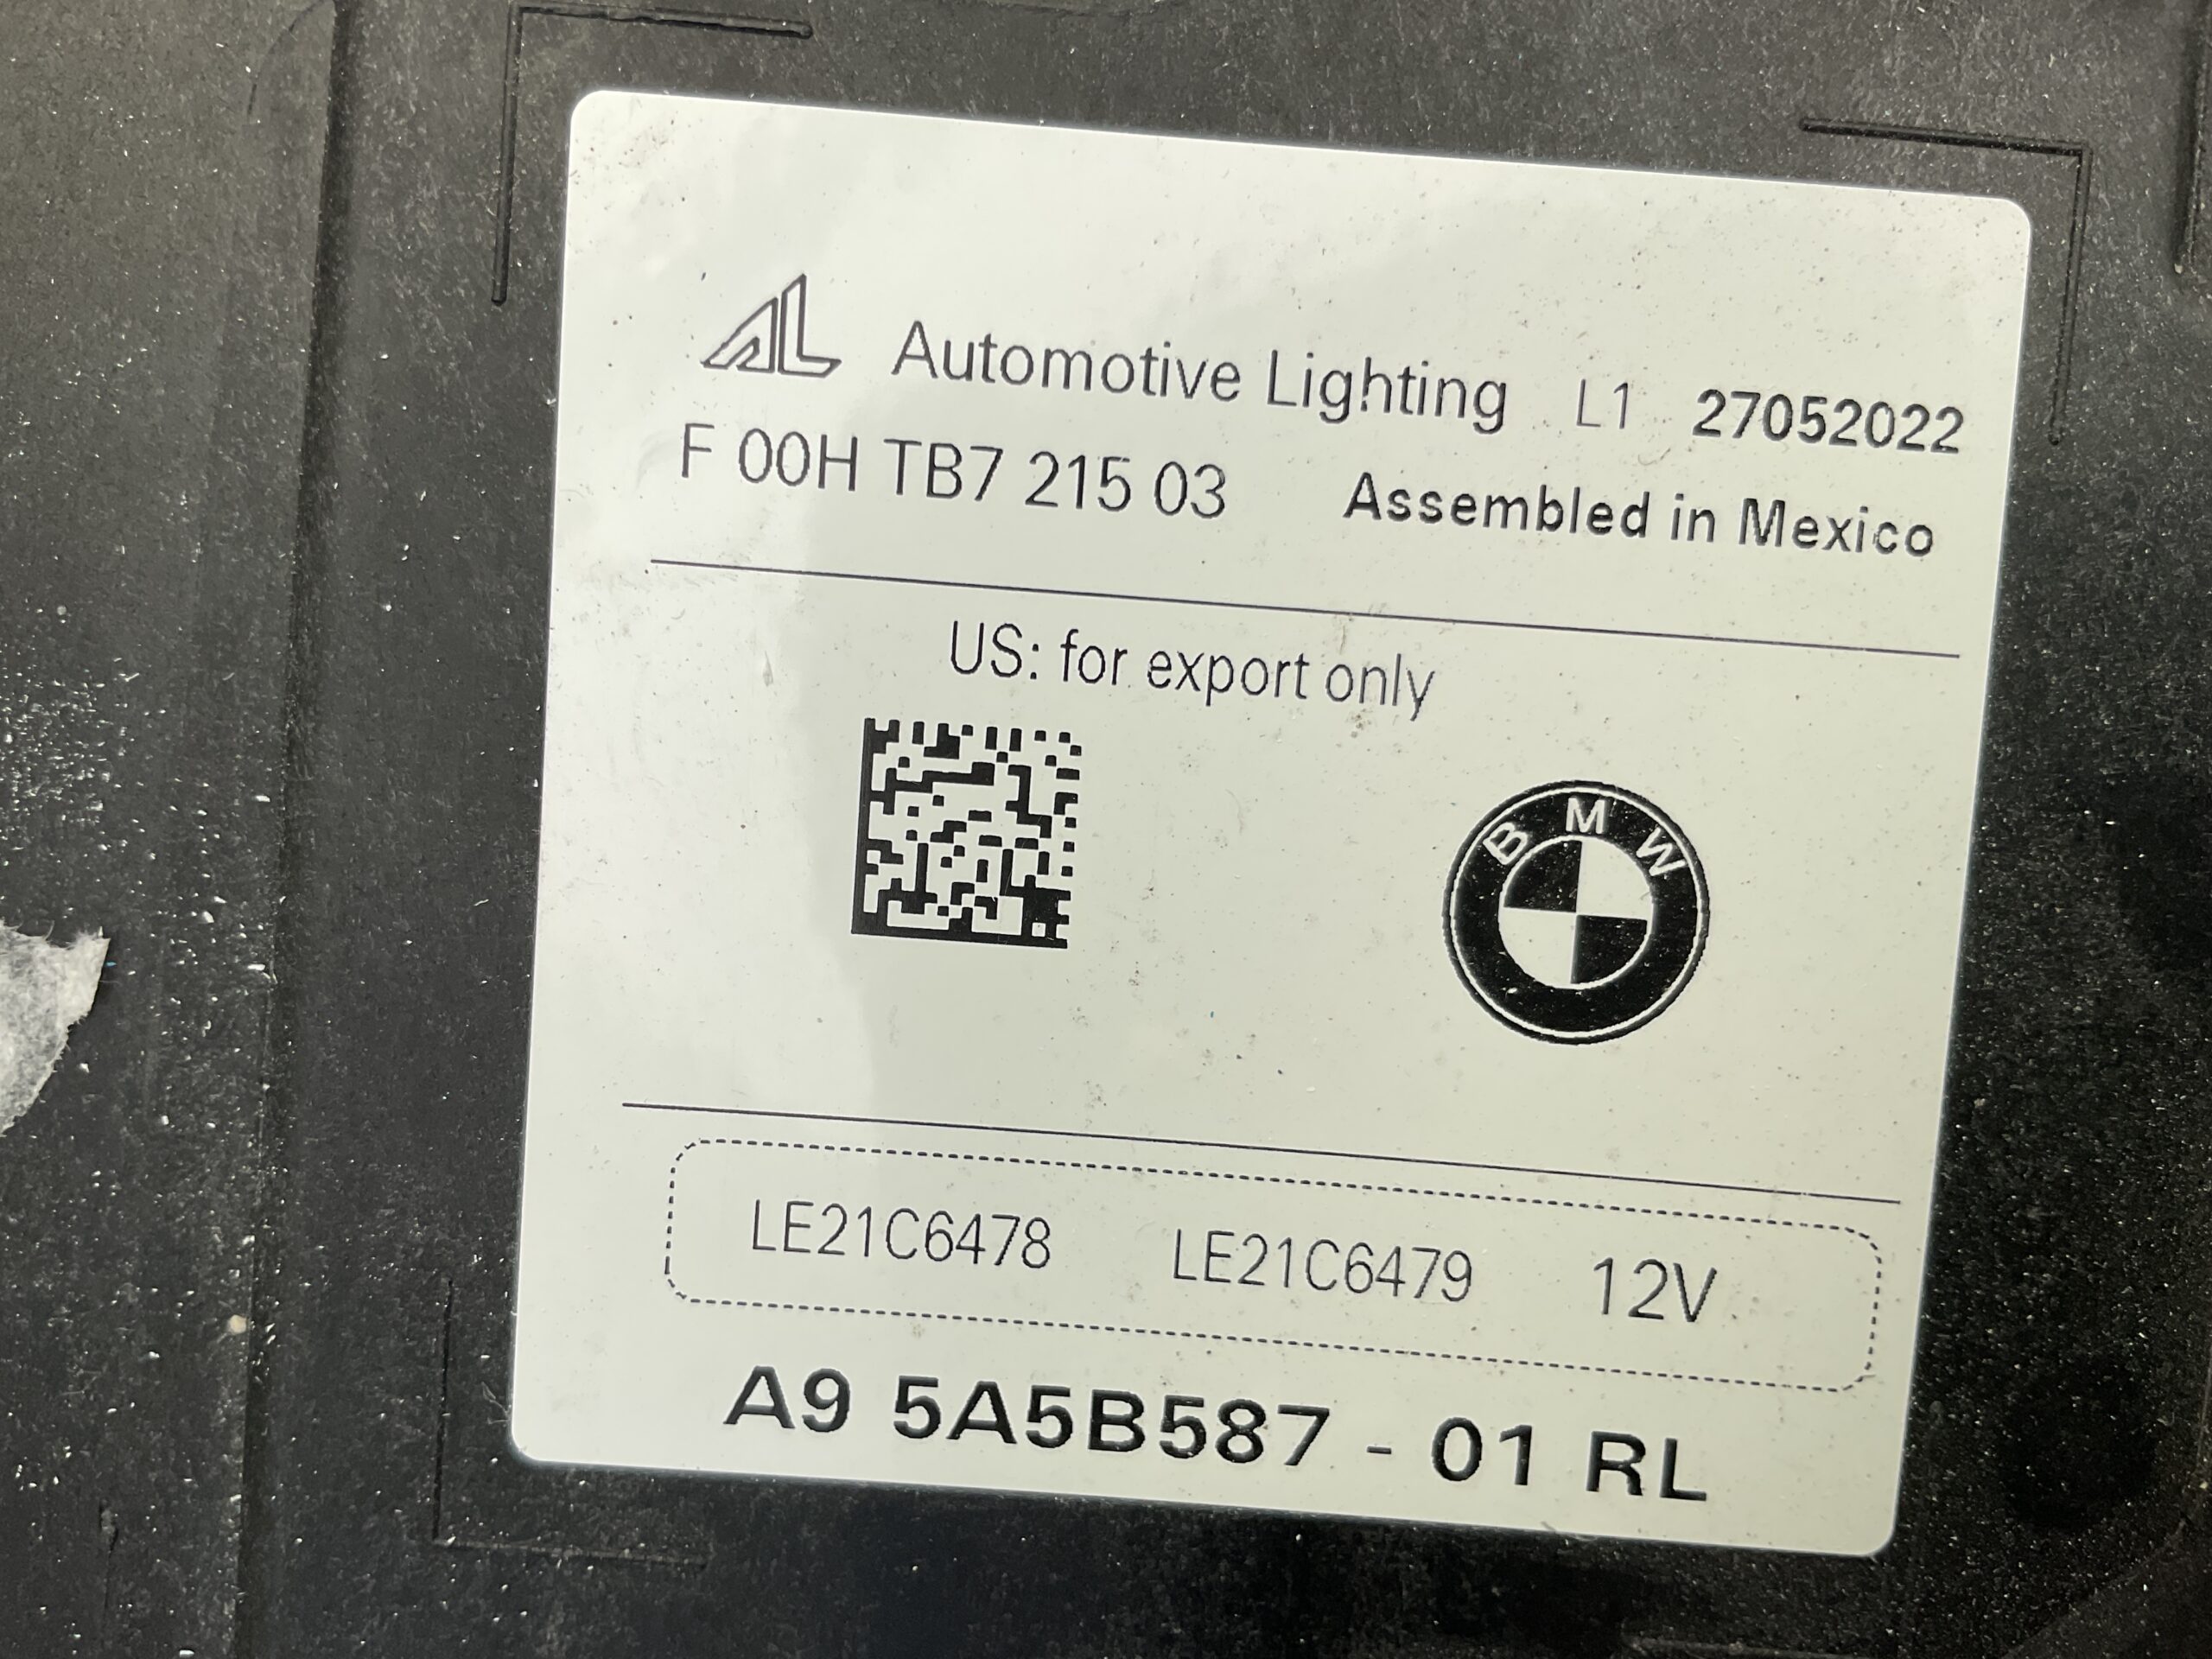 AL Automotive Lighting L1 27052022
F 00H TB7 215 03 Assembled in Mexico
US: for export only
BMW
LE21C6478 LE21C6479 12V
A9 5A5B587 - 01 RL